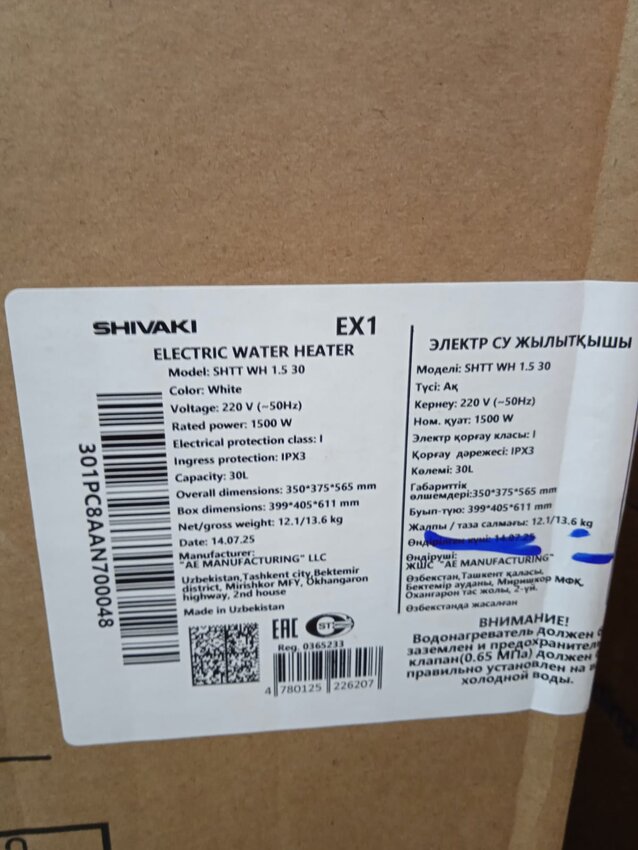 SHIVAKI EX1
ELECTRIC WATER HEATER
Model: SHTT WH 1.5 30
Color: White
Voltage: 220 V (~50Hz)
Rated power: 1500 W
Electrical protection class: I
Ingress protection: IPX3
Capacity: 30L
Overall dimensions: 350*375*565 mm
Box dimensions: 399*405*611 mm
Net/gross weight: 12.1/13.6 kg
Date: 14.07.25
Manufacturer:
"AE MANUFACTURING" LLC
Uzbekistan,Tashkent city,Bektemir
district, Mirishkor MFY, Okhangaron
highway, 2nd house
Made in Uzbekistan
301PC8AAN700048
EAC
Reg. 0365233
4 780125 226207
ЭЛЕКТР СУ ЖЫЛЫТҚЫШЫ
Моделі: SHTT WH 1.5 30
Түсі: Ақ
Кернеу: 220 V (~50Hz)
Ном. қуат: 1500 W
Электр қорғау класы: I
Қорғау дәрежесі: IPX3
Көлемі: 30L
Габариттік
өлшемдері:350*375*565 mm
Буып-түю: 399*405*611 mm
Жалпы / таза салмағы: 12.1/13.6 kg
Өндірілген күні: 14.07.25
Өндіруші:
ЖШС "AE MANUFACTURING"
Өзбекстан,Ташкент қаласы,
Бектемір ауданы, Миришкор МФҚ,
Охангарон тас жолы, 2-үй.
Өзбекстанда жасалған
ВНИМАНИЕ!
Водонагреватель должен
заземлен и
клапан(0.65 МПа) должен
правильно установлен на
холодной воды.